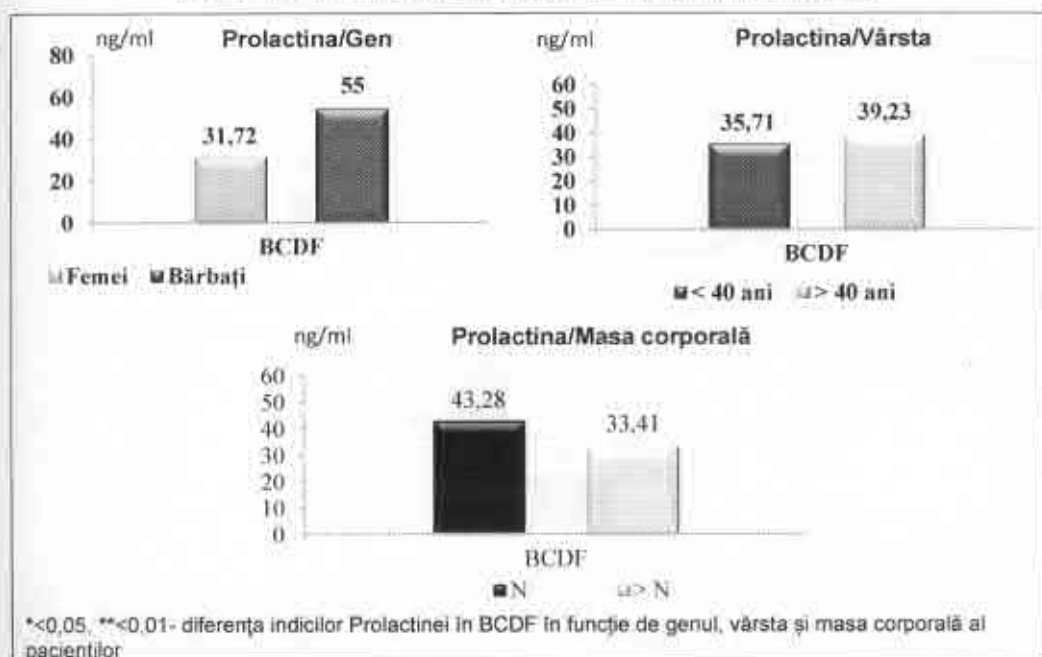 ng/ml Prolactina/Gen
80
60
40
20
0
31,72
55
BCDF
Femei Bărbați
ng/ml Prolactina/Vârsta
60
50
40
30
20
10
0
35,71
39,23
BCDF
< 40 ani > 40 ani
ng/ml Prolactina/Masa corporală
60
50
40
30
20
10
0
43,28
33,41
BCDF
N > N
*<0,05, **<0,01- diferența indicilor Prolactinei în BCDF în funcție de genul, vârsta și masa corporală al
pacienților